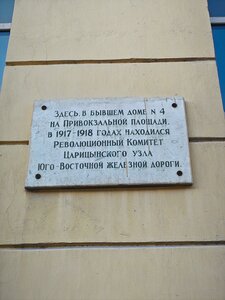 Здесь, в бывшем доме N 4
на Привокзальной площади,
в 1917-1918 годах находился
Революционный Комитет
Царицынского узла
Юго-Восточной железной дороги.